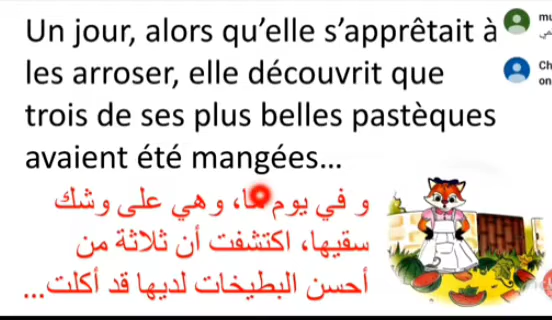 Un jour, alors qu’elle s’apprêtait à
les arroser, elle découvrit que
trois de ses plus belles pastèques
avaient été mangées...
و في يوم ما، و هي على وشك
سقيها، اكتشفت أن ثلاثة من
أحسن البطيخات لديها قد أكلت...